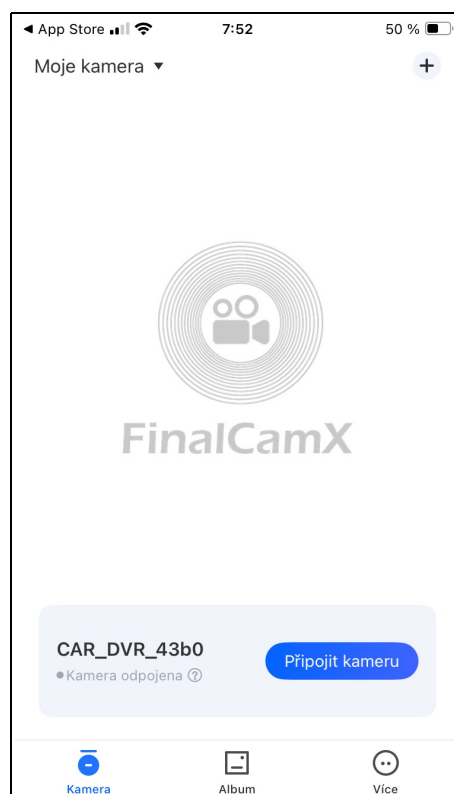 App Store 7:52 50 %
Moje kamera
FinalCamX
CAR_DVR_43b0
Kamera odpojena
Připojit kameru
Kamera Album Více